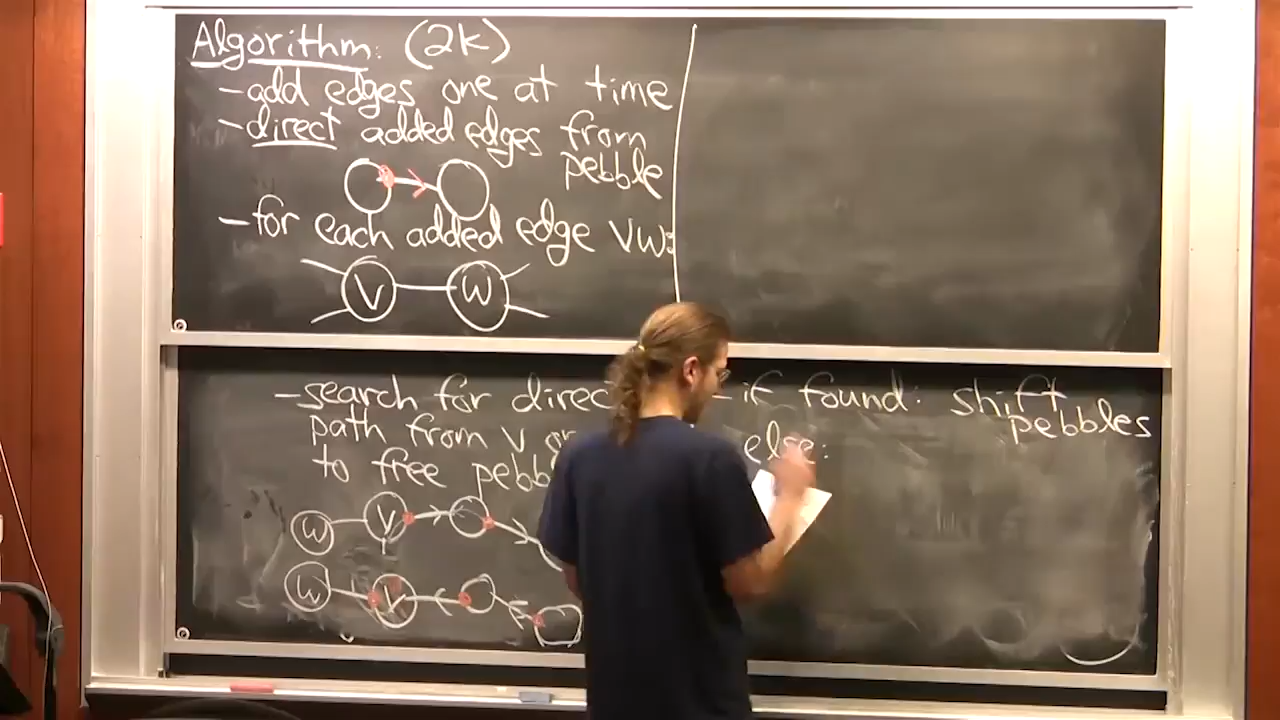 Algorithm: (2k)
- add edges one at time
- direct added edges from
pebble
- for each added edge vw:
V W
- search for direc
path from v or
to free pebb
W V
W V
- if found: shift
pebbles
else: